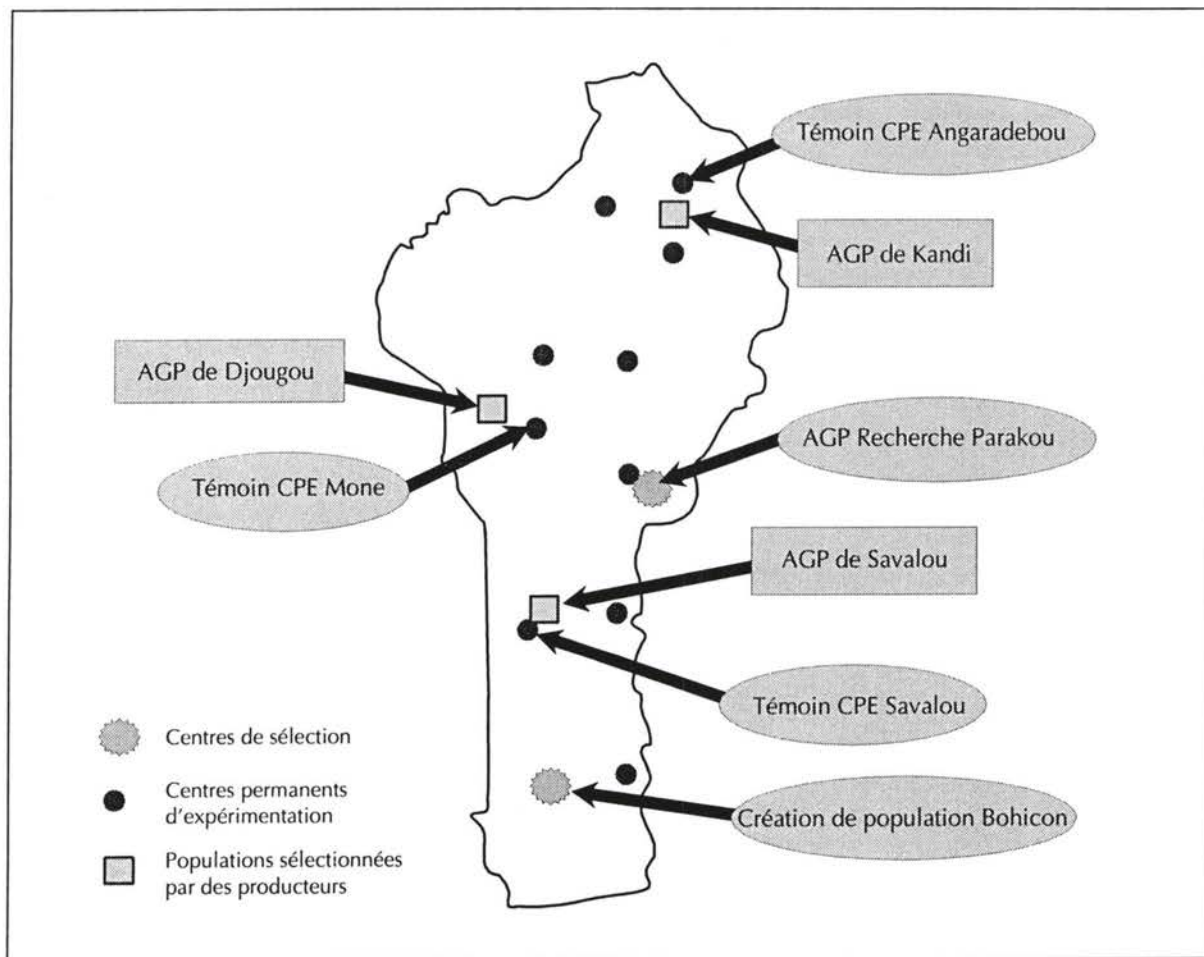 Témoin CPE Angaradebou
AGP de Kandi
AGP de Djougou
AGP Recherche Parakou
Témoin CPE Mone
AGP de Savalou
Témoin CPE Savalou
Centres de sélection
Centres permanents
d'expérimentation
Création de population Bohicon
Populations sélectionnées
par des producteurs